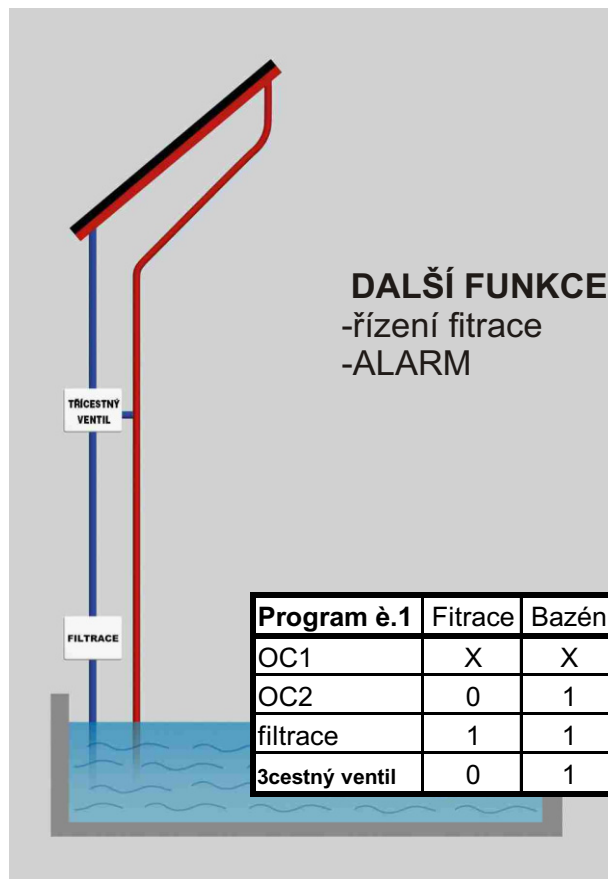 DALŠÍ FUNKCE
-řízení fitrace
-ALARM
TŘÍCESTNÝ
VENTIL
FILTRACE
Program è.1 Fitrace Bazén
OC1 X X
OC2 0 1
filtrace 1 1
3cestný ventil 0 1